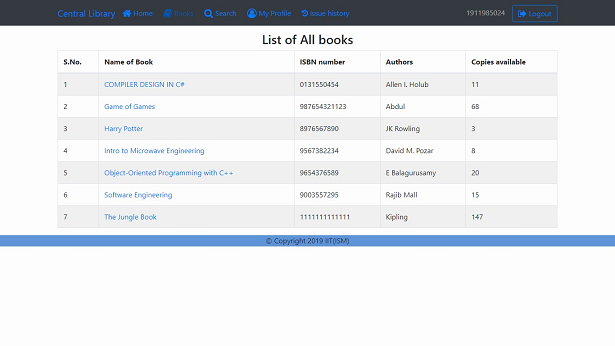 Central Library Home Books Search My Profile Issue history 1911985024 Logout
List of All books
S.No. Name of Book ISBN number Authors Copies available
1 COMPILER DESIGN IN C# 0131550454 Allen I. Holub 11
2 Game of Games 987654321123 Abdul 68
3 Harry Potter 8976567890 JK Rowling 3
4 Intro to Microwave Engineering 9567382234 David M. Pozar 8
5 Object-Oriented Programming with C++ 9654376589 E Balagurusamy 20
6 Software Engineering 9003557295 Rajib Mall 15
7 The Jungle Book 1111111111111 Kipling 147
© Copyright 2019 IIT(ISM)